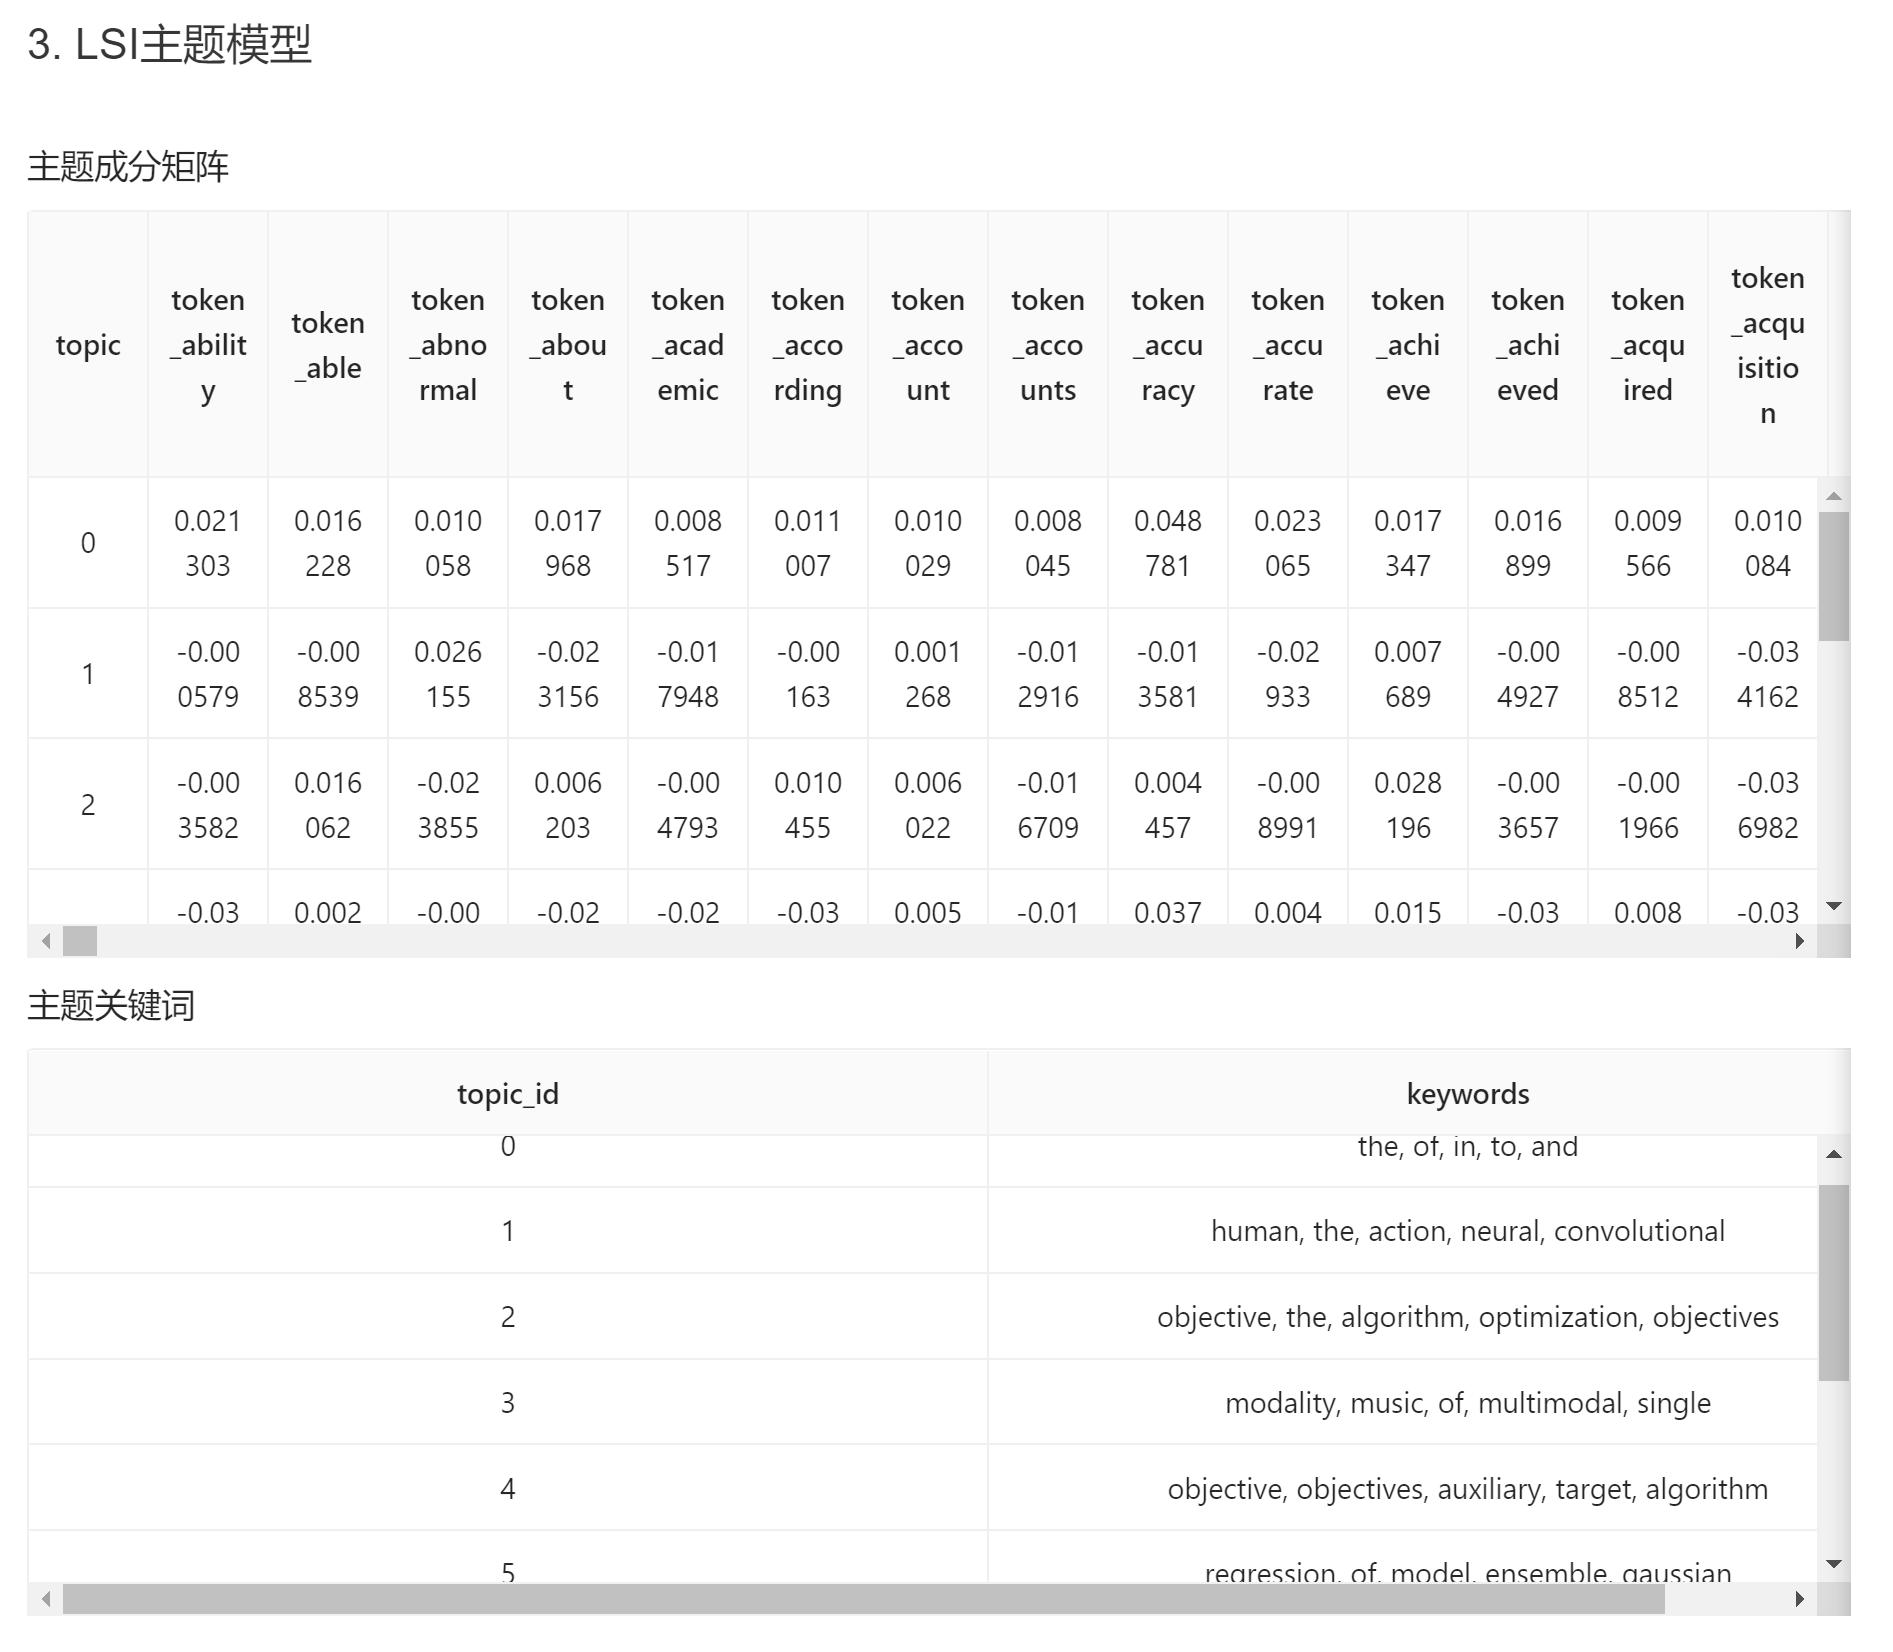 3. LSI主题模型
主题成分矩阵
topic token_ability token_able token_abnormal token_about token_academic token_according token_account token_accounts token_accuracy token_accurate token_achieve token_achieved token_acquired token_acquisition
0 0.021303 0.016228 0.010058 0.017968 0.008517 0.011007 0.010029 0.008045 0.048781 0.023065 0.017347 0.016899 0.009566 0.010084
1 -0.000579 -0.008539 0.026155 -0.023156 -0.017948 -0.00163 0.001268 -0.012916 -0.013581 -0.02933 0.007689 -0.004927 -0.008512 -0.034162
2 -0.003582 0.016062 -0.023855 0.006203 -0.004793 0.010455 0.006022 -0.016709 0.004457 -0.008991 0.028196 -0.003657 -0.001966 -0.036982
-0.03 0.002 -0.00 -0.02 -0.02 -0.03 0.005 -0.01 0.037 0.004 0.015 -0.03 0.008 -0.03
主题关键词
topic_id keywords
0 the, of, in, to, and
1 human, the, action, neural, convolutional
2 objective, the, algorithm, optimization, objectives
3 modality, music, of, multimodal, single
4 objective, objectives, auxiliary, target, algorithm
5 regression, of, model, ensemble, gaussian